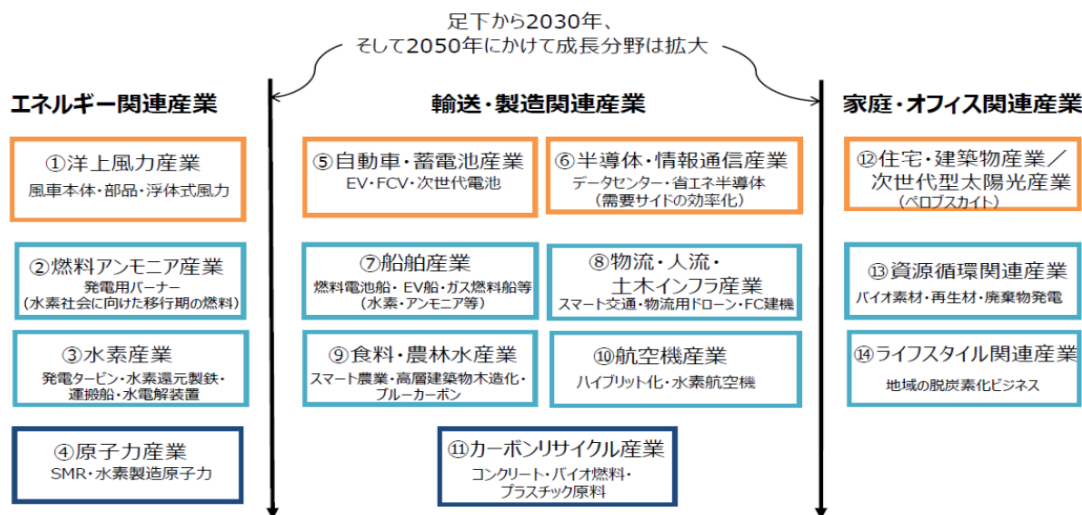 足下から2030年、
そして2050年にかけて成長分野は拡大
エネルギー関連産業
①洋上風力産業
風車本体・部品・浮体式風力
②燃料アンモニア産業
発電用バーナー
(水素社会に向けた移行期の燃料)
③水素産業
発電タービン・水素還元製鉄・
運搬船・水電解装置
④原子力産業
SMR・水素製造原子力
輸送・製造関連産業
⑤自動車・蓄電池産業
EV・FCV・次世代電池
⑥半導体・情報通信産業
データセンター・省エネ半導体
(需要サイドの効率化)
⑦船舶産業
燃料電池船・EV船・ガス燃料船等
(水素・アンモニア等)
⑧物流・人流・
土木インフラ産業
スマート交通・物流用ドローン・FC建機
⑨食料・農林水産業
スマート農業・高層建築物木造化・
ブルーカーボン
⑩航空機産業
ハイブリット化・水素航空機
⑪カーボンリサイクル産業
コンクリート・バイオ燃料・
プラスチック原料
家庭・オフィス関連産業
⑫住宅・建築物産業／
次世代型太陽光産業
(ペロブスカイト)
⑬資源循環関連産業
バイオ素材・再生材・廃棄物発電
⑭ライフスタイル関連産業
地域の脱炭素化ビジネス